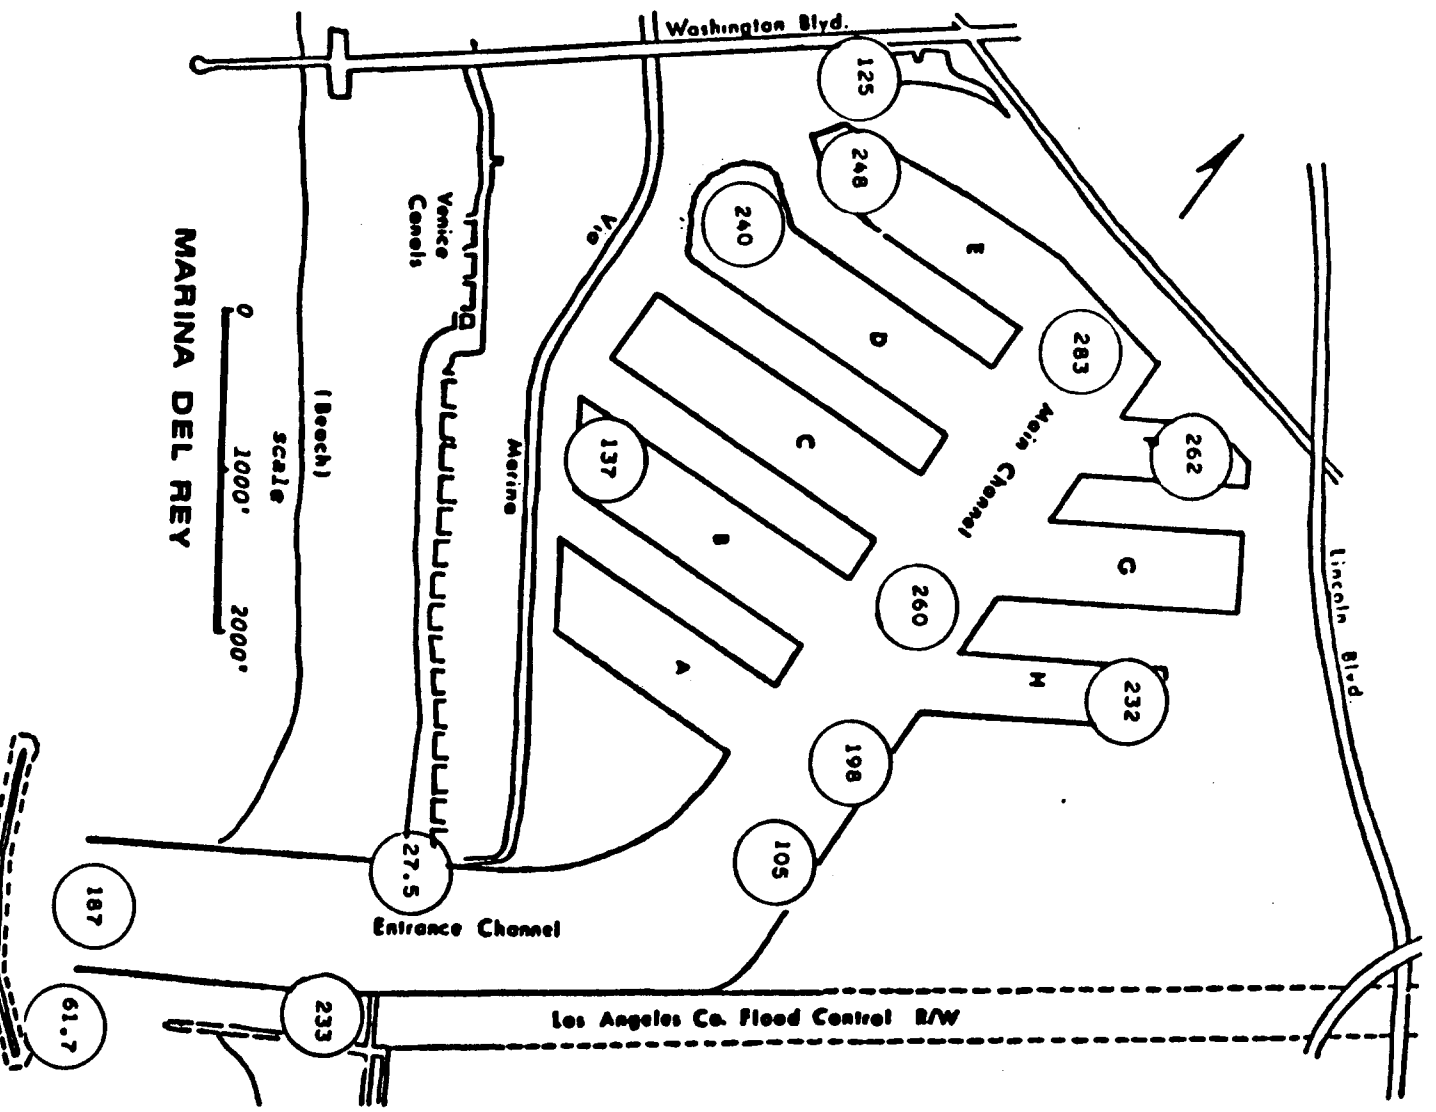 Washington Blvd.
125
248
240
E
Via
Venice
Canals
D
283
Main Channel
262
C
137
Marina
B
G
260
Lincoln Blvd.
A
H
232
198
105
MARINA DEL REY
0 1000' 2000'
scale
(Beach)
27.5
187
Entrance Channel
233
61.7
Los Angeles Co. Flood Control R/W